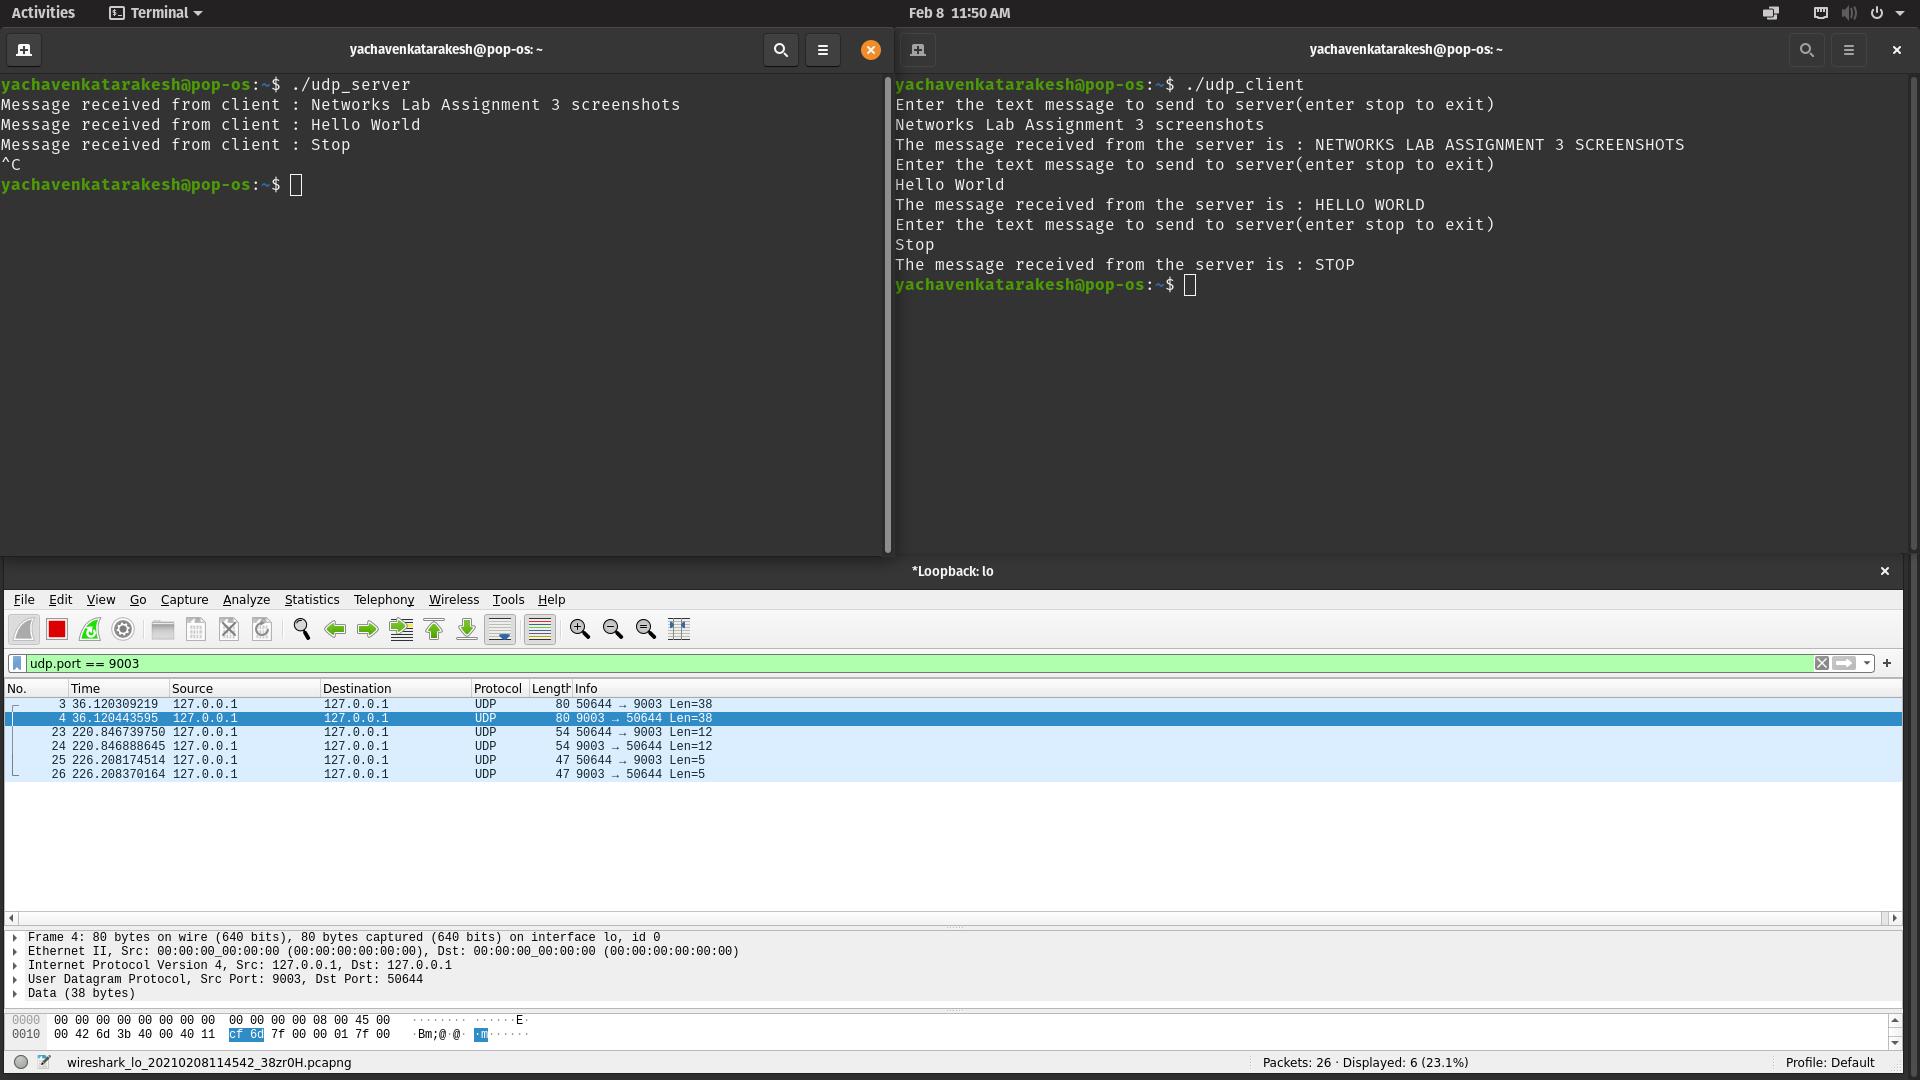 Activities Terminal Feb 8 11:50 AM
yachavenkatarakesh@pop-os: ~
yachavenkatarakesh@pop-os:~$ ./udp_server
Message received from client : Networks Lab Assignment 3 screenshots
Message received from client : Hello World
Message received from client : Stop
^C
yachavenkatarakesh@pop-os:~$
yachavenkatarakesh@pop-os: ~
yachavenkatarakesh@pop-os:~$ ./udp_client
Enter the text message to send to server(enter stop to exit)
Networks Lab Assignment 3 screenshots
The message received from the server is : NETWORKS LAB ASSIGNMENT 3 SCREENSHOTS
Enter the text message to send to server(enter stop to exit)
Hello World
The message received from the server is : HELLO WORLD
Enter the text message to send to server(enter stop to exit)
Stop
The message received from the server is : STOP
yachavenkatarakesh@pop-os:~$
*Loopback: lo
File Edit View Go Capture Analyze Statistics Telephony Wireless Tools Help
udp.port == 9003
No. Time Source Destination Protocol Length Info
3 36.120309219 127.0.0.1 127.0.0.1 UDP 80 50644 → 9003 Len=38
4 36.120443595 127.0.0.1 127.0.0.1 UDP 80 9003 → 50644 Len=38
23 220.846739750 127.0.0.1 127.0.0.1 UDP 54 50644 → 9003 Len=12
24 220.846888645 127.0.0.1 127.0.0.1 UDP 54 9003 → 50644 Len=12
25 226.208174514 127.0.0.1 127.0.0.1 UDP 47 50644 → 9003 Len=5
26 226.208370164 127.0.0.1 127.0.0.1 UDP 47 9003 → 50644 Len=5
Frame 4: 80 bytes on wire (640 bits), 80 bytes captured (640 bits) on interface lo, id 0
Ethernet II, Src: 00:00:00_00:00:00 (00:00:00:00:00:00), Dst: 00:00:00_00:00:00 (00:00:00:00:00:00)
Internet Protocol Version 4, Src: 127.0.0.1, Dst: 127.0.0.1
User Datagram Protocol, Src Port: 9003, Dst Port: 50644
Data (38 bytes)
0000 00 00 00 00 00 00 00 00 00 00 00 00 08 00 45 00 ········ ······E·
0010 00 42 6d 3b 40 00 40 11 cf 6d 7f 00 00 01 7f 00 ·Bm;@·@· ·m······
wireshark_lo_20210208114542_38zr0H.pcapng Packets: 26 · Displayed: 6 (23.1%) Profile: Default